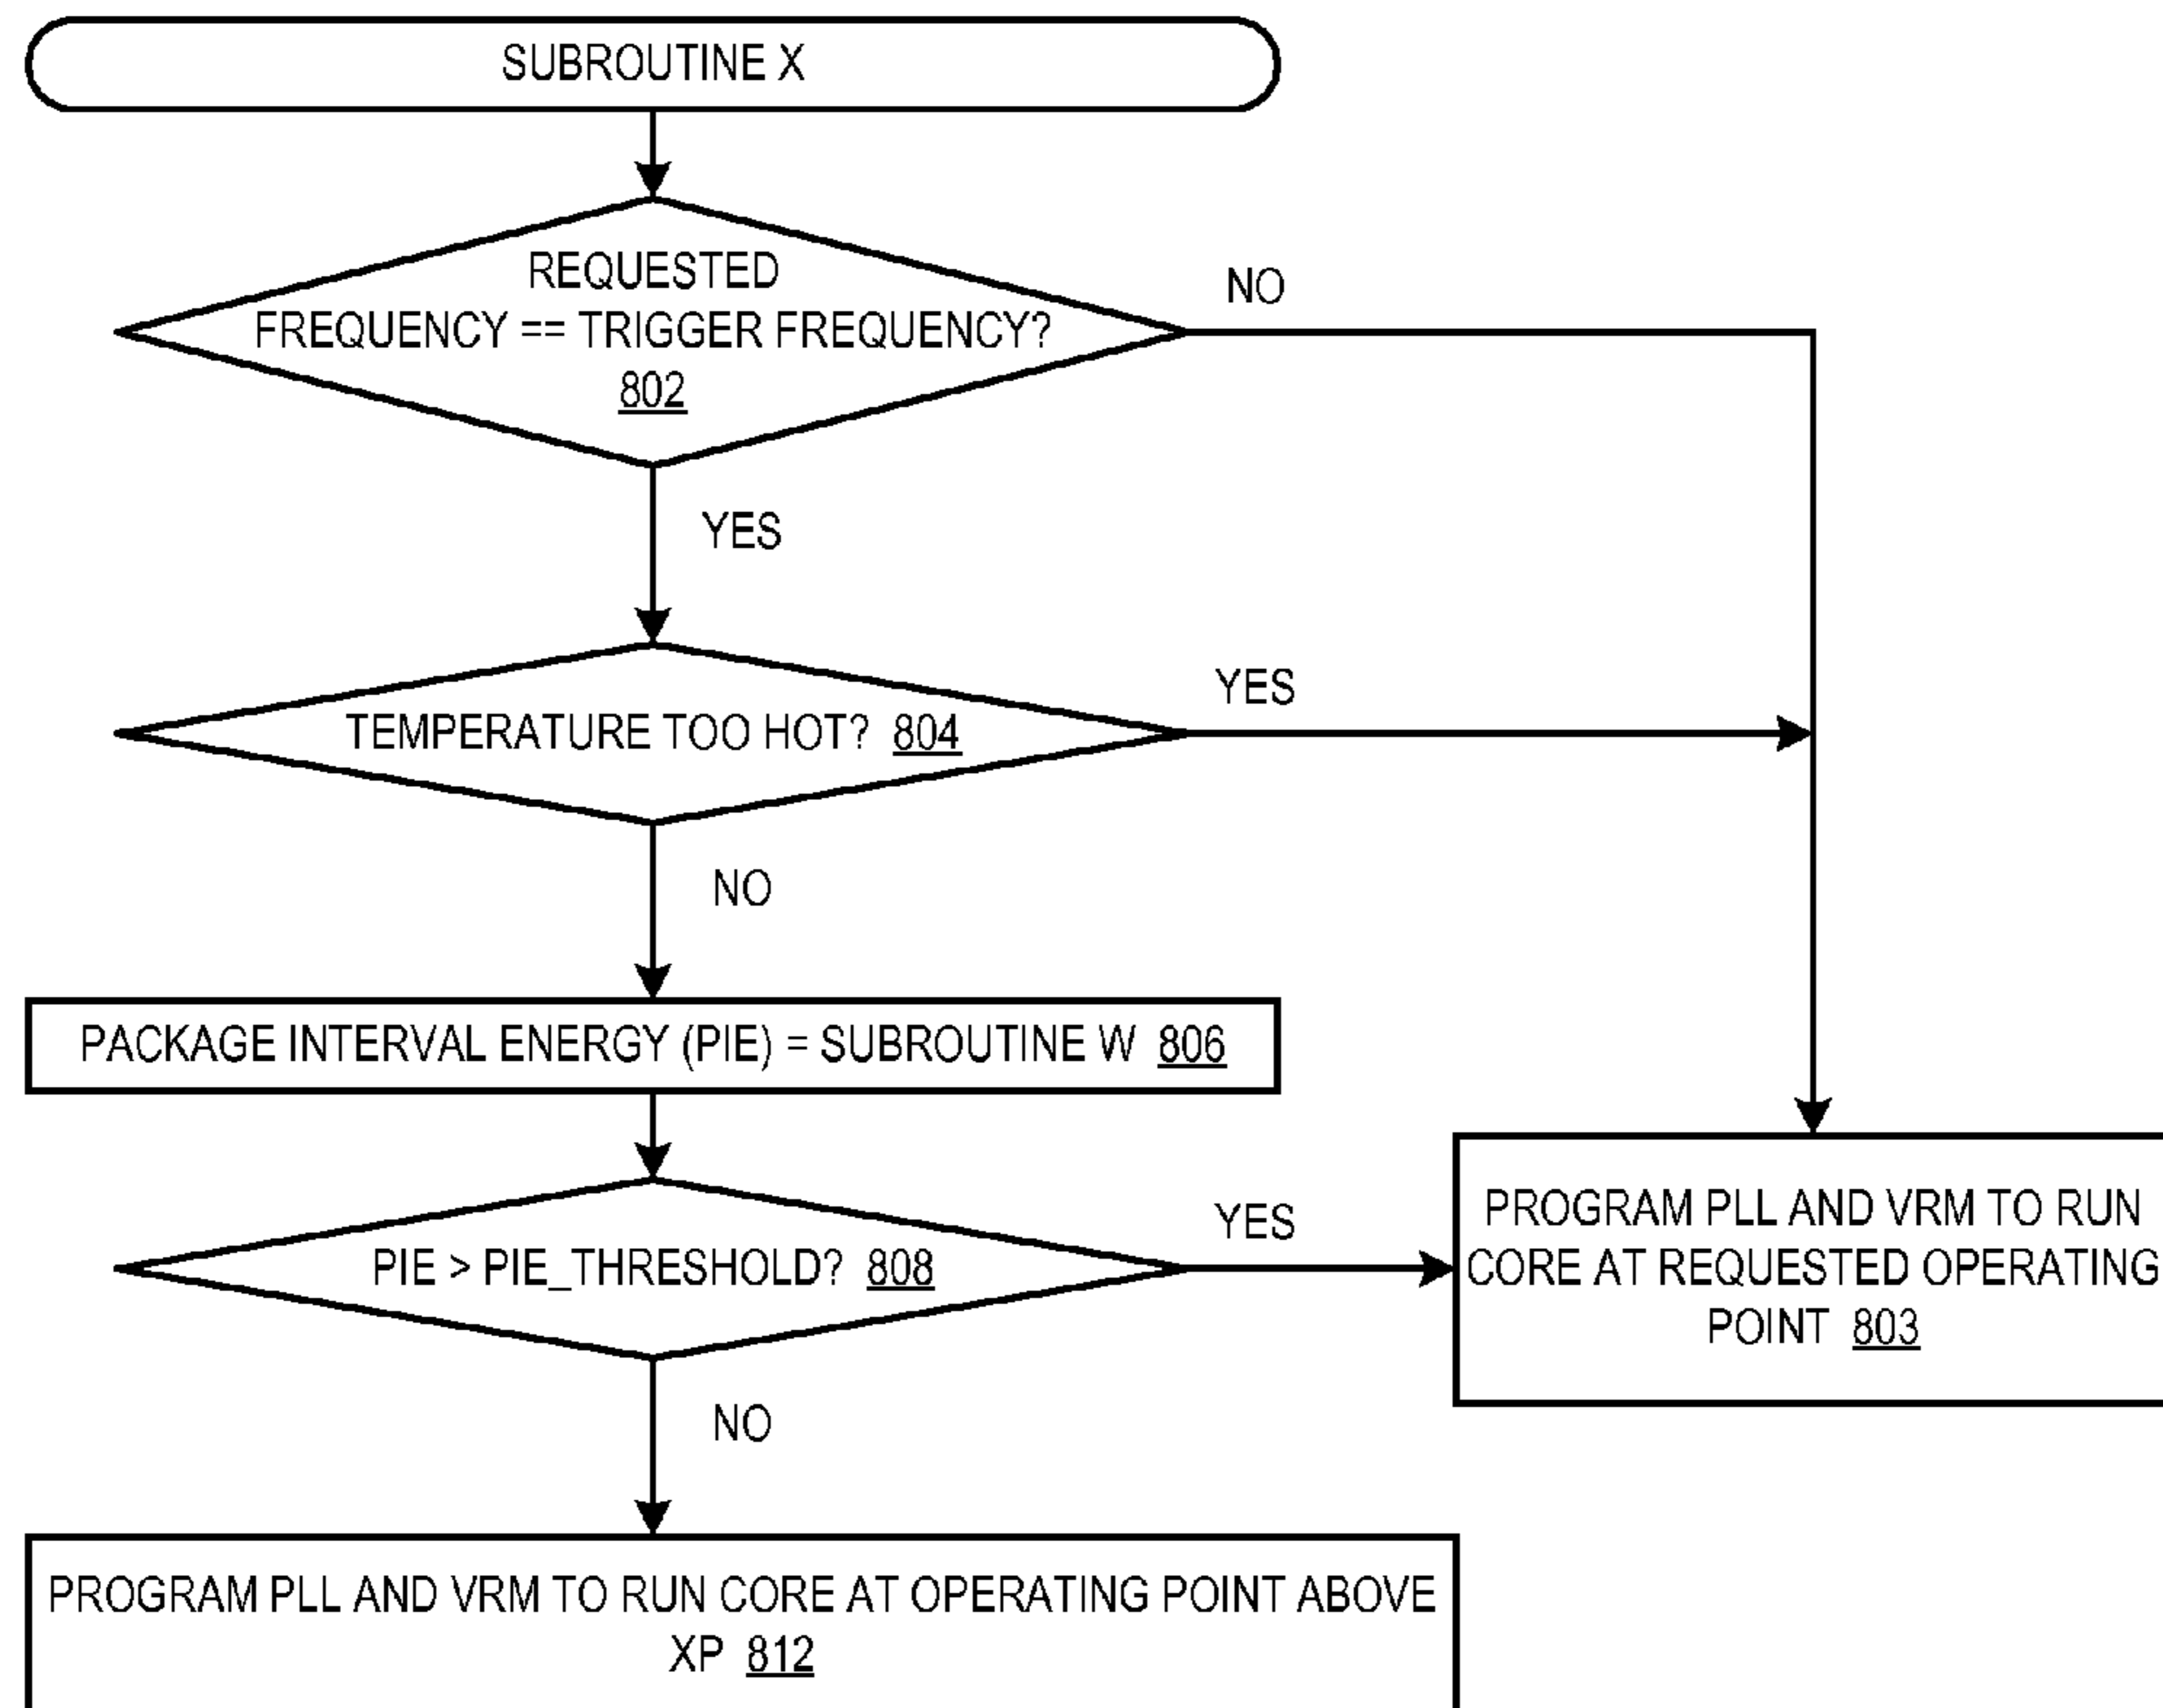 SUBROUTINE X
REQUESTED
FREQUENCY == TRIGGER FREQUENCY?
802
NO
YES
TEMPERATURE TOO HOT? 804
YES
NO
PACKAGE INTERVAL ENERGY (PIE) = SUBROUTINE W 806
PIE > PIE_THRESHOLD? 808
YES
PROGRAM PLL AND VRM TO RUN
CORE AT REQUESTED OPERATING
POINT 803
NO
PROGRAM PLL AND VRM TO RUN CORE AT OPERATING POINT ABOVE
XP 812